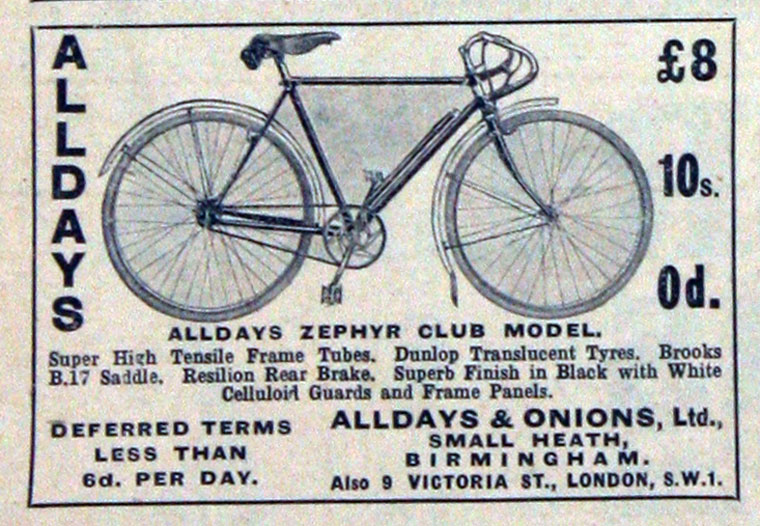 ALLDAYS
£8
10s.
0d.
ALLDAYS ZEPHYR CLUB MODEL.
Super High Tensile Frame Tubes. Dunlop Translucent Tyres. Brooks
B.17 Saddle. Resilion Rear Brake. Superb Finish in Black with White
Celluloid Guards and Frame Panels.
DEFERRED TERMS
LESS THAN
6d. PER DAY.
ALLDAYS & ONIONS, Ltd.,
SMALL HEATH,
BIRMINGHAM.
Also 9 VICTORIA ST., LONDON, S.W.1.